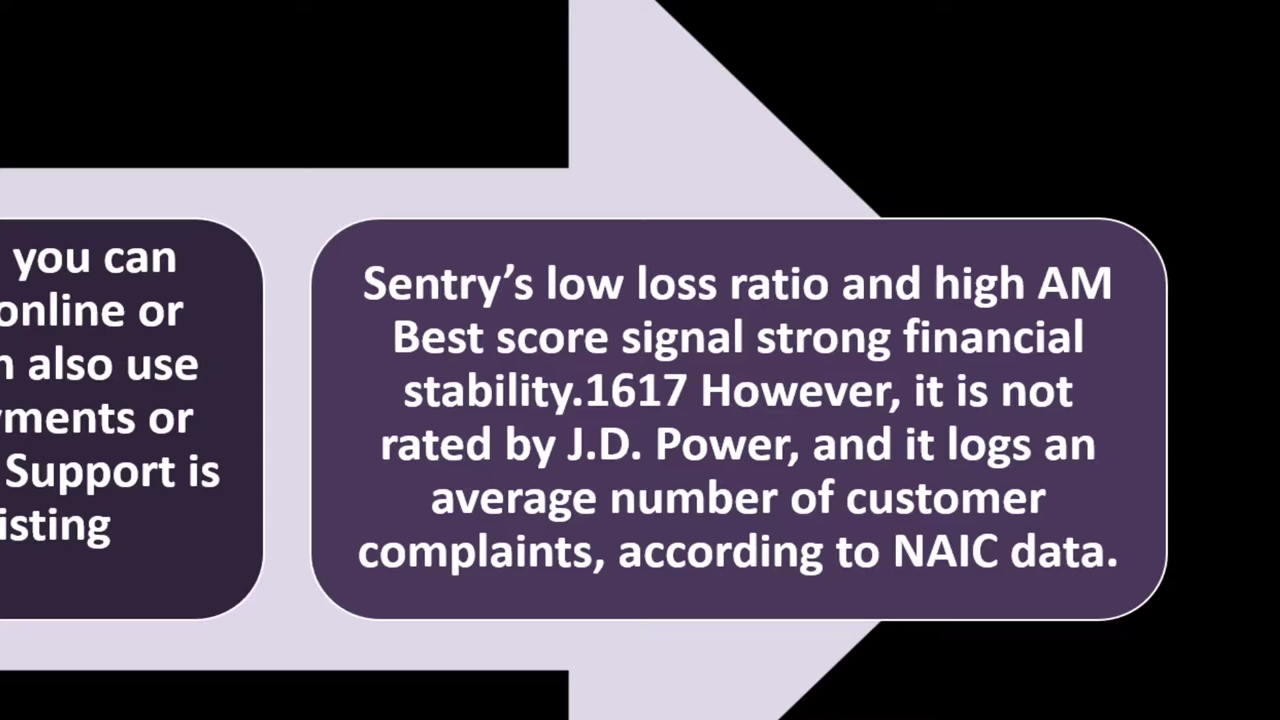 you can
online or
also use
or
Support is
Sentry’s low loss ratio and high AM
Best score signal strong financial
stability.1617 However, it is not
rated by J.D. Power, and it logs an
average number of customer
complaints, according to NAIC data.